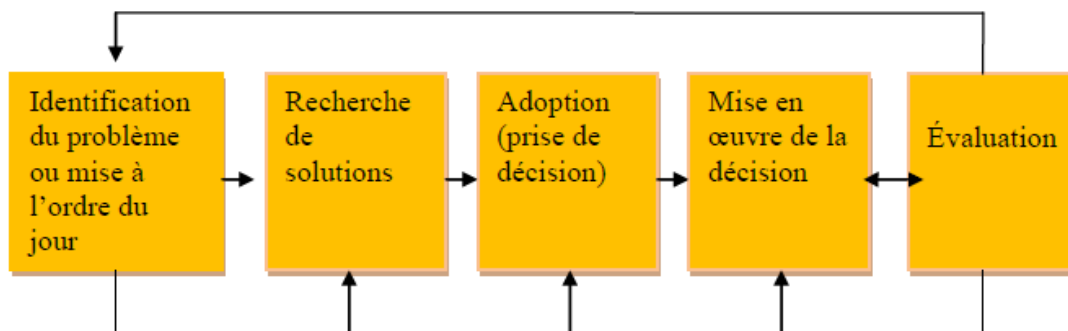 Identification
du problème
ou mise à
l’ordre du
jour
Recherche
de
solutions
Adoption
(prise de
décision)
Mise en
œuvre de la
décision
Évaluation